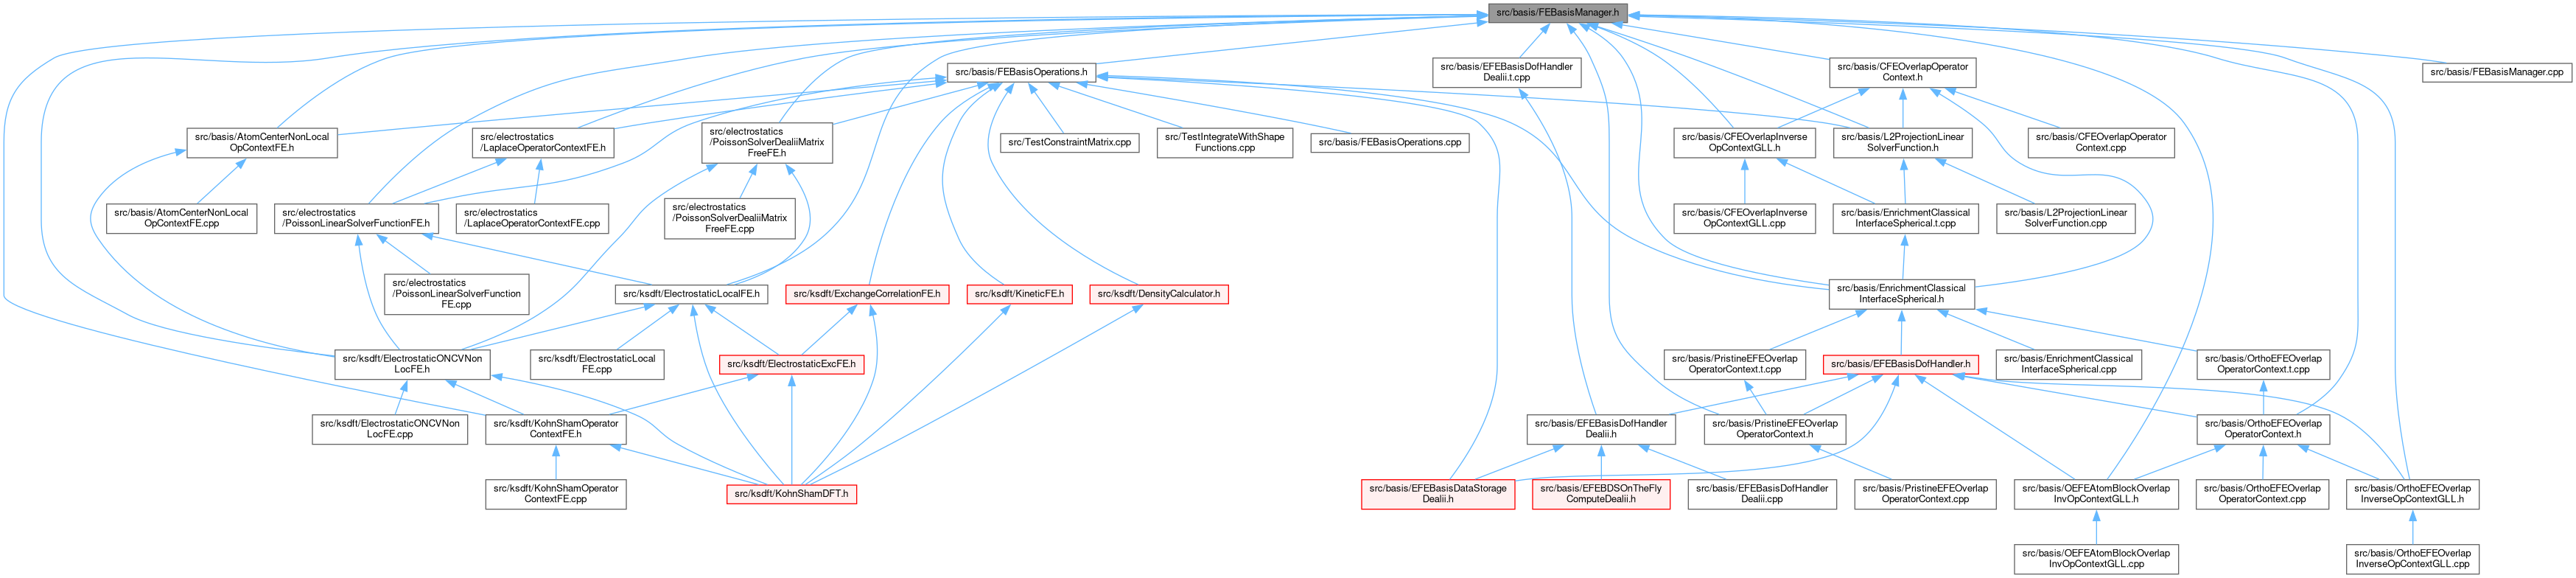 src/basis/FEBasisManager.h
src/basis/FEBasisOperations.h
src/basis/EFEBasisDofHandler
Dealii.t.cpp
src/basis/CFEOverlapOperator
Context.h
src/basis/FEBasisManager.cpp
src/basis/AtomCenterNonLocal
OpContextFE.h
src/electrostatics
/LaplaceOperatorContextFE.h
src/electrostatics
/PoissonSolverDealiiMatrix
FreeFE.h
src/TestConstraintMatrix.cpp
src/TestIntegrateWithShape
Functions.cpp
src/basis/FEBasisOperations.cpp
src/basis/CFEOverlapInverse
OpContextGLL.h
src/basis/L2ProjectionLinear
SolverFunction.h
src/basis/CFEOverlapOperator
Context.cpp
src/basis/AtomCenterNonLocal
OpContextFE.cpp
src/electrostatics
/PoissonLinearSolverFunctionFE.h
src/electrostatics
/LaplaceOperatorContextFE.cpp
src/electrostatics
/PoissonSolverDealiiMatrix
FreeFE.cpp
src/basis/CFEOverlapInverse
OpContextGLL.cpp
src/basis/EnrichmentClassical
InterfaceSpherical.t.cpp
src/basis/L2ProjectionLinear
SolverFunction.cpp
src/electrostatics
/PoissonLinearSolverFunction
FE.cpp
src/ksdft/ElectrostaticLocalFE.h
src/ksdft/ExchangeCorrelationFE.h
src/ksdft/KineticFE.h
src/ksdft/DensityCalculator.h
src/basis/EnrichmentClassical
InterfaceSpherical.h
src/ksdft/ElectrostaticONCVNon
LocFE.h
src/ksdft/ElectrostaticLocal
FE.cpp
src/ksdft/ElectrostaticExcFE.h
src/basis/PristineEFEOverlap
OperatorContext.t.cpp
src/basis/EFEBasisDofHandler.h
src/basis/EnrichmentClassical
InterfaceSpherical.cpp
src/basis/OrthoEFEOverlap
OperatorContext.t.cpp
src/ksdft/ElectrostaticONCVNon
LocFE.cpp
src/ksdft/KohnShamOperator
ContextFE.h
src/basis/EFEBasisDofHandler
Dealii.h
src/basis/PristineEFEOverlap
OperatorContext.h
src/basis/OrthoEFEOverlap
OperatorContext.h
src/ksdft/KohnShamOperator
ContextFE.cpp
src/ksdft/KohnShamDFT.h
src/basis/EFEBasisDataStorage
Dealii.h
src/basis/EFEBDSOnTheFly
ComputeDealii.h
src/basis/EFEBasisDofHandler
Dealii.cpp
src/basis/PristineEFEOverlap
OperatorContext.cpp
src/basis/OEFEAtomBlockOverlap
InvOpContextGLL.h
src/basis/OrthoEFEOverlap
OperatorContext.cpp
src/basis/OrthoEFEOverlap
InverseOpContextGLL.h
src/basis/OEFEAtomBlockOverlap
InvOpContextGLL.cpp
src/basis/OrthoEFEOverlap
InverseOpContextGLL.cpp